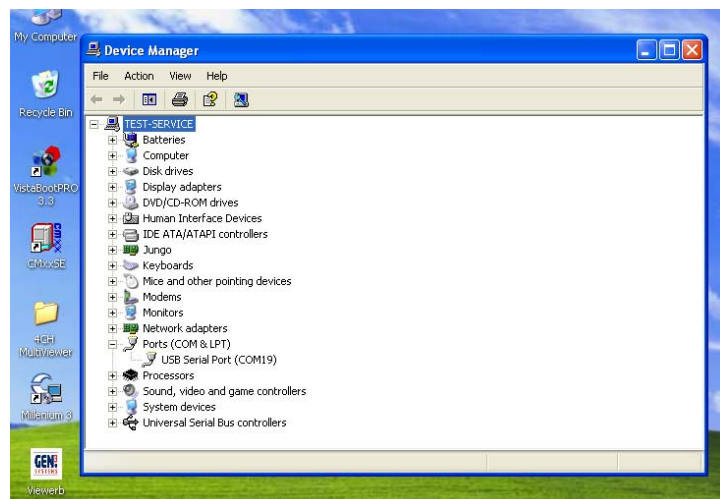 My Computer
Recycle Bin
VistaBootPRO
3.3
CMxxSE
4CH
MultiViewer
Millenium 3
GEN!
SYSTEMS
Viewerb
Device Manager
File Action View Help
TEST-SERVICE
Batteries
Computer
Disk drives
Display adapters
DVD/CD-ROM drives
Human Interface Devices
IDE ATA/ATAPI controllers
Jungo
Keyboards
Mice and other pointing devices
Modems
Monitors
Network adapters
Ports (COM & LPT)
USB Serial Port (COM19)
Processors
Sound, video and game controllers
System devices
Universal Serial Bus controllers